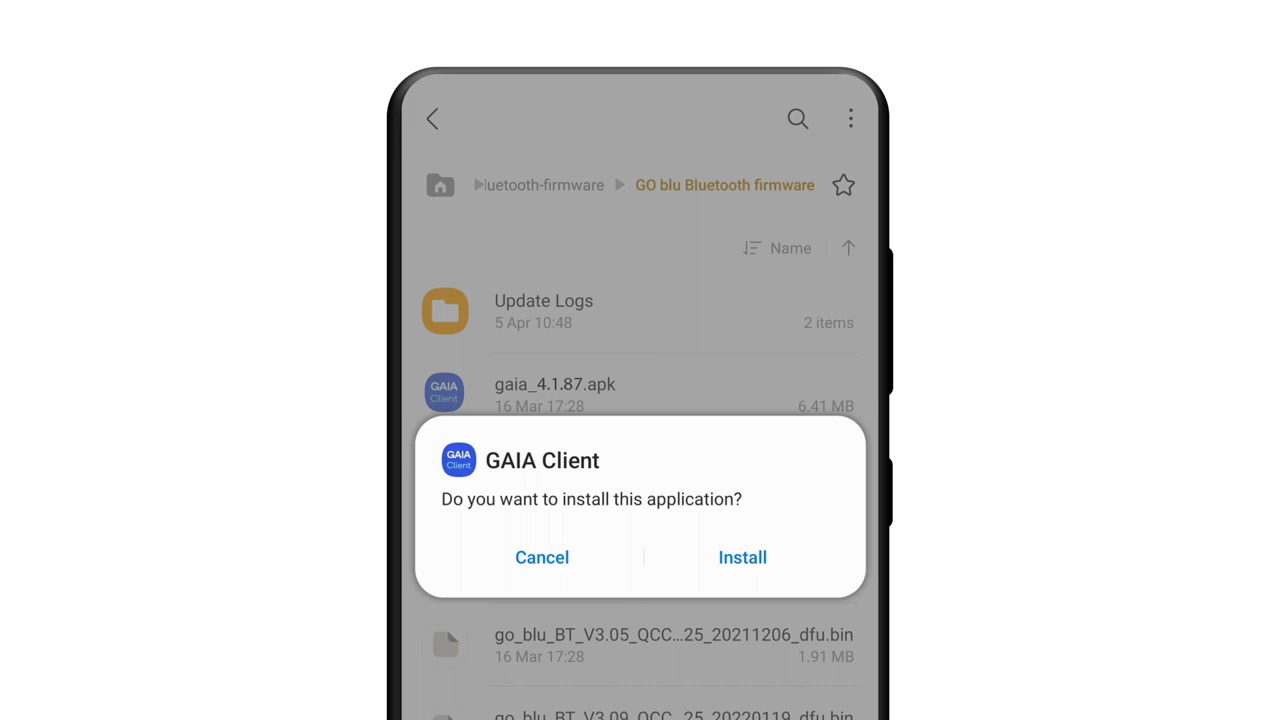 luetooth-firmware GO blu Bluetooth firmware
Name
Update Logs
5 Apr 10:48 2 items
GAIA
Client
gaia_4.1.87.apk
16 Mar 17:28 6.41 MB
GAIA
Client
GAIA Client
Do you want to install this application?
Cancel Install
go_blu_BT_V3.05_QCC...25_20211206_dfu.bin
16 Mar 17:28 1.91 MB
go_blu_BT_V3.09_QCC...25_20220119_dfu.bin